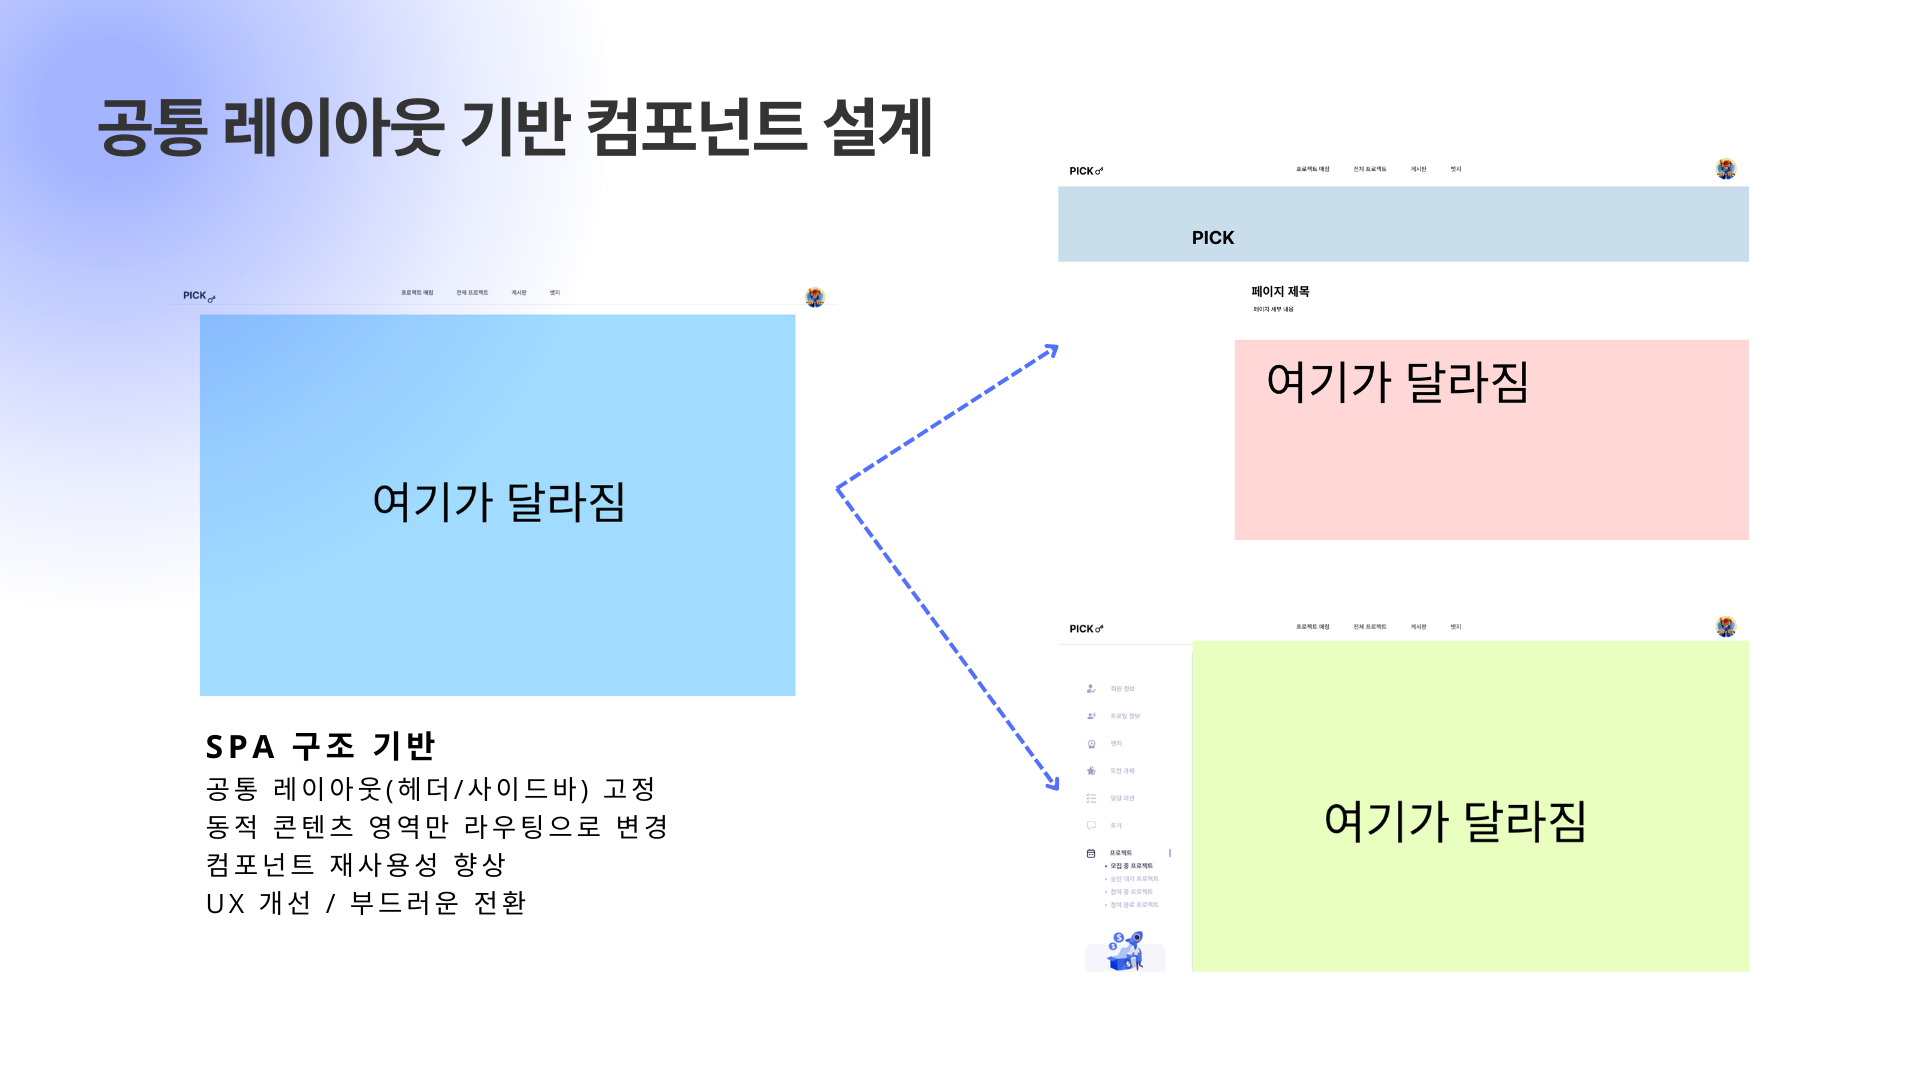 공통 레이아웃 기반 컴포넌트 설계
PICK
프로젝트 매칭 전체 프로젝트 게시판 뱃지
여기가 달라짐
SPA 구조 기반
공통 레이아웃(헤더/사이드바) 고정
동적 콘텐츠 영역만 라우팅으로 변경
컴포넌트 재사용성 향상
UX 개선 / 부드러운 전환
PICK
프로젝트 매칭 전체 프로젝트 게시판 뱃지
PICK
페이지 제목
페이지 세부 내용
여기가 달라짐
PICK
프로젝트 매칭 전체 프로젝트 게시판 뱃지
회원 정보
프로필 정보
뱃지
도전 과제
일일 미션
후기
프로젝트
• 모집 중 프로젝트
• 승인 대기 프로젝트
• 참여 중 프로젝트
• 참여 완료 프로젝트
여기가 달라짐